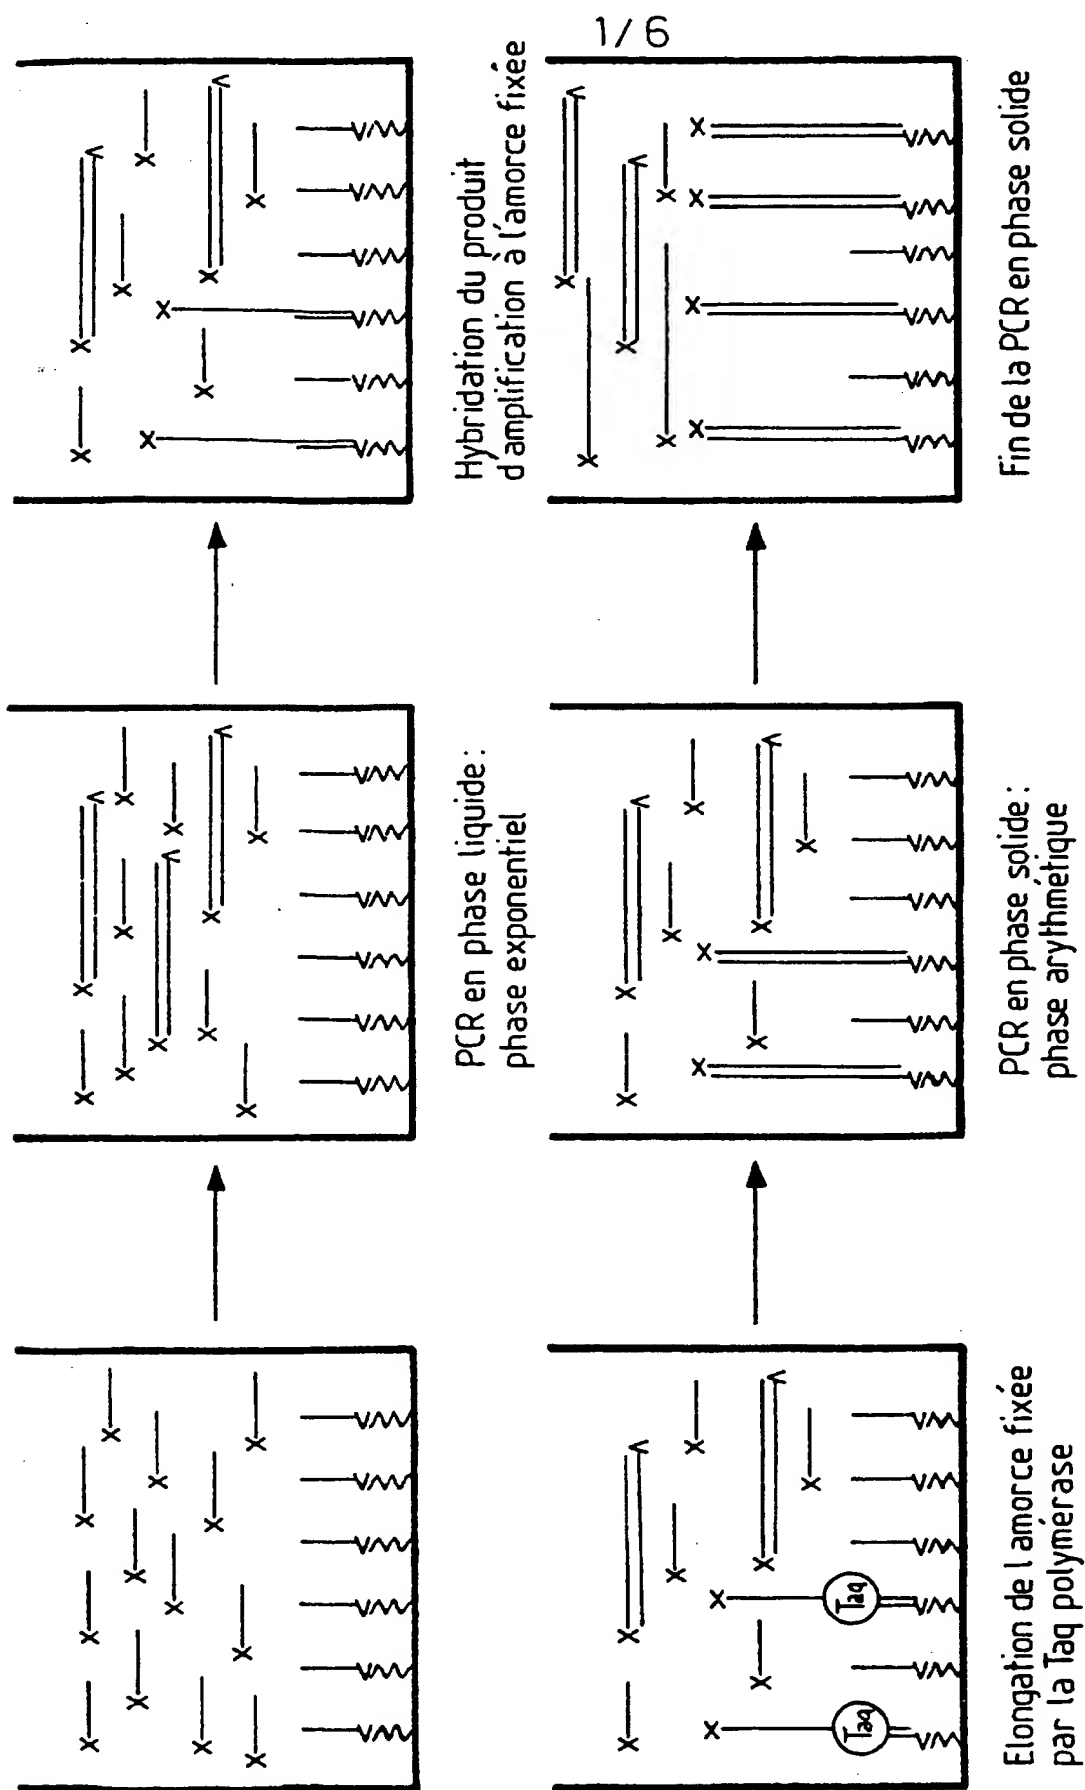 1/6
PCR en phase liquide:
phase exponentiel
Hybridation du produit
d'amplification à l'amorce fixée
Taq
Taq
Elongation de l'amorce fixée
par la Taq polymérase
PCR en phase solide:
phase arythmétique
Fin de la PCR en phase solide